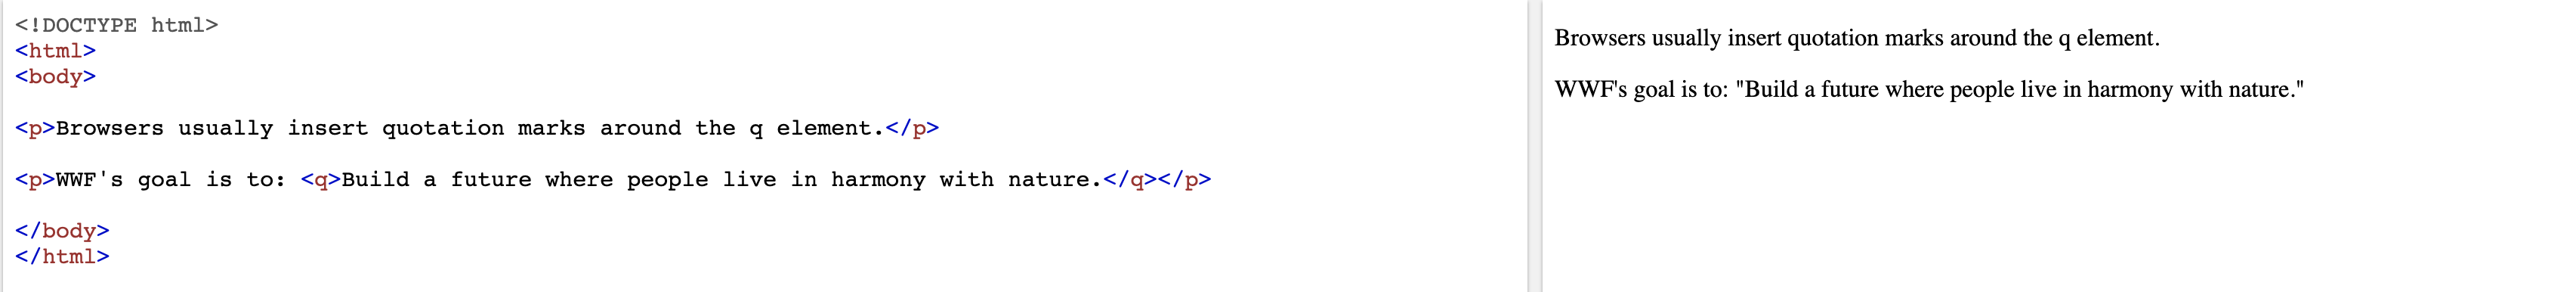 <!DOCTYPE html>
<html>
<body>
<p>Browsers usually insert quotation marks around the q element.</p>
<p>WWF's goal is to: <q>Build a future where people live in harmony with nature.</q></p>
</body>
</html>
Browsers usually insert quotation marks around the q element.
WWF's goal is to: "Build a future where people live in harmony with nature."